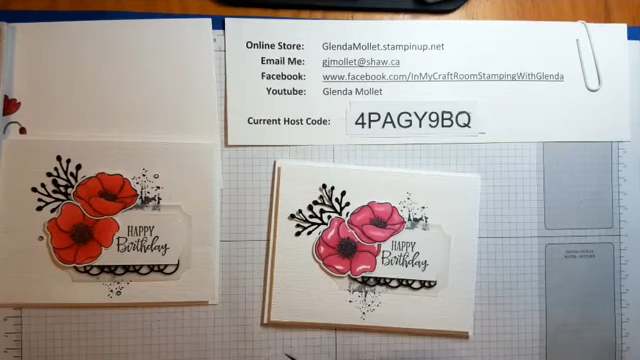 Online Store: GlendaMollet.stampinup.net
Email Me: gjmollet@shaw.ca
Facebook: www.facebook.com/InMyCraftRoomStampingWithGlenda
Youtube: Glenda Mollet
Current Host Code: 4PAGY9BQ
HAPPY
Birthday
HAPPY
Birthday